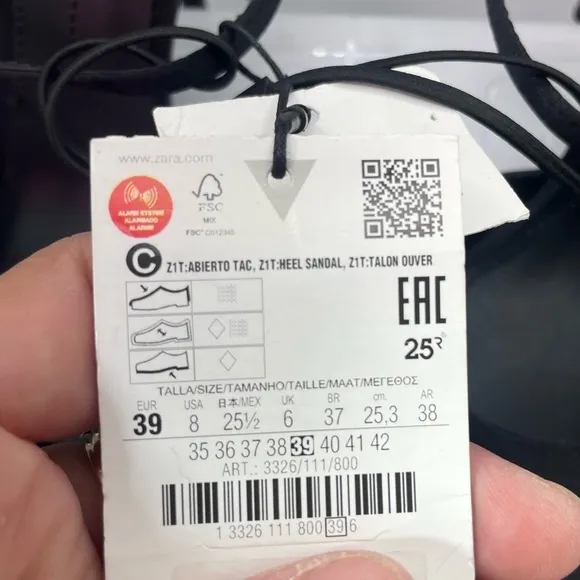 www.zara.com
ALARM SYSTEM
ALARMADO
ALARME
FSC
MIX
FSC® C012345
C Z1T:ABIERTO TAC, Z1T:HEEL SANDAL, Z1T:TALON OUVER
EAC
25R
TALLA/SIZE/TAMANHO/TAILLE/MAAT/ΜΕΓΕΘΟΣ
EUR USA 日本/MEX UK BR cm. AR
39 8 25½ 6 37 25,3 38
35 36 37 38 39 40 41 42
ART.: 3326/111/800
1 3326 111 800 39 6